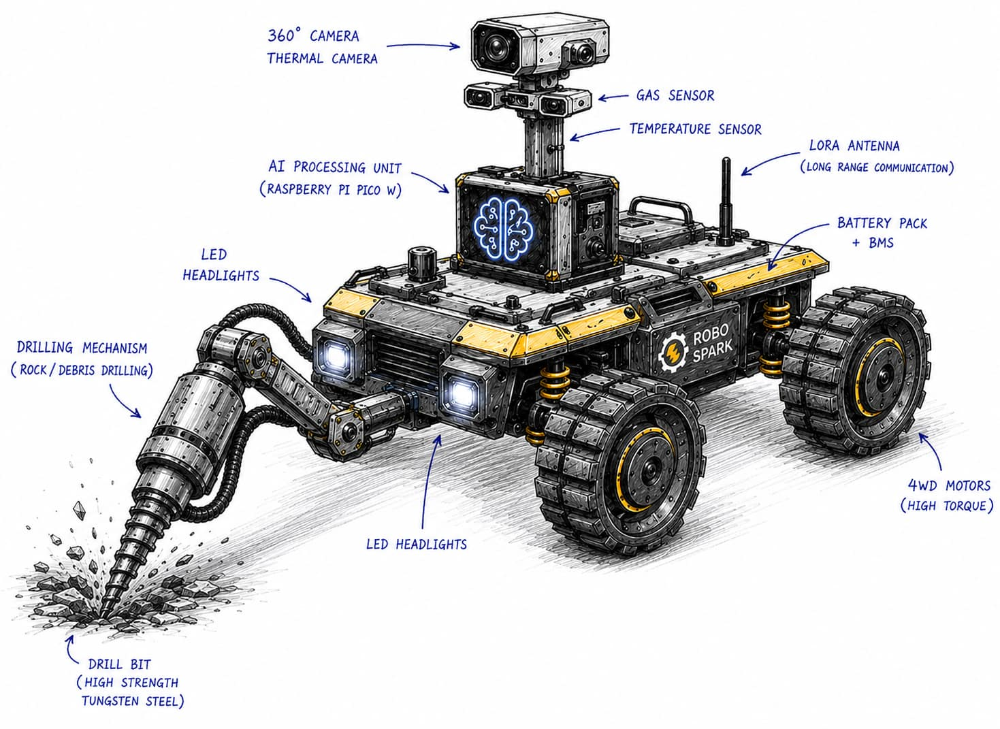 360° CAMERA
THERMAL CAMERA
GAS SENSOR
TEMPERATURE SENSOR
LORA ANTENNA
(LONG RANGE COMMUNICATION)
AI PROCESSING UNIT
(RASPBERRY PI PICO W)
BATTERY PACK
+ BMS
LED
HEADLIGHTS
ROBO
SPARK
DRILLING MECHANISM
(ROCK/DEBRIS DRILLING)
4WD MOTORS
(HIGH TORQUE)
LED HEADLIGHTS
DRILL BIT
(HIGH STRENGTH
TUNGSTEN STEEL)